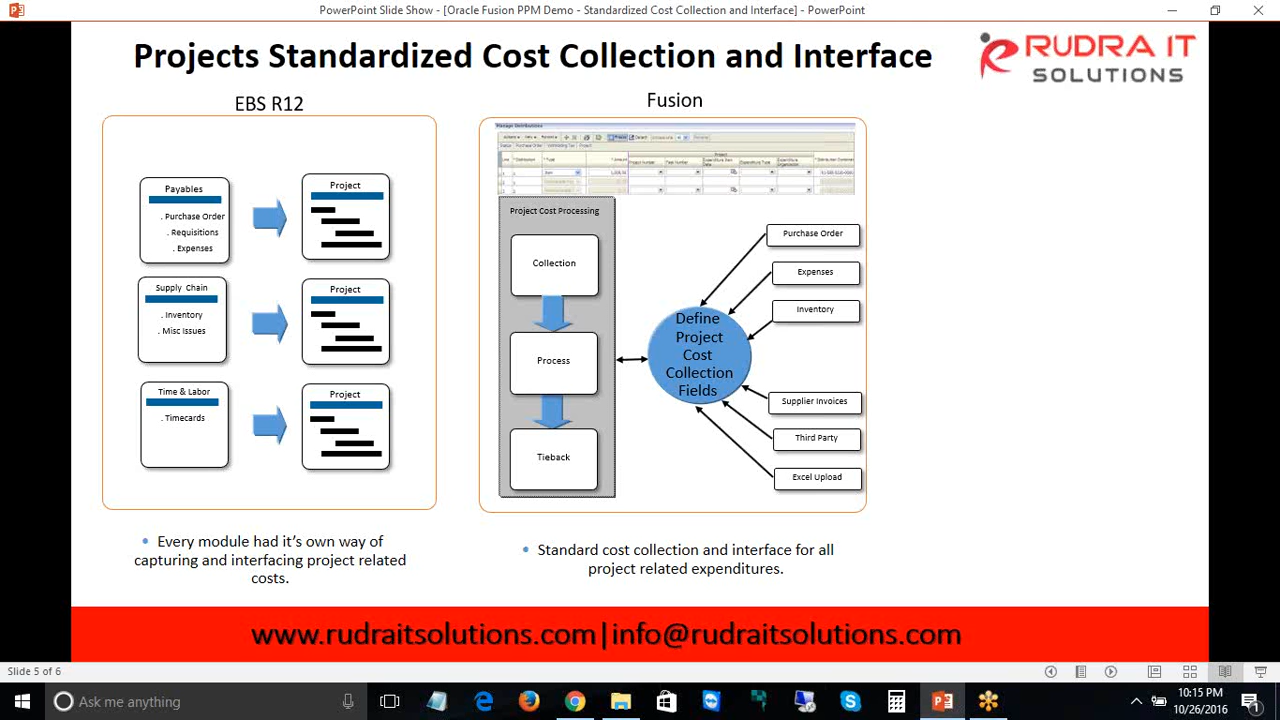 PowerPoint Slide Show - [Oracle Fusion PPM Demo - Standardized Cost Collection and Interface] - PowerPoint
Projects Standardized Cost Collection and Interface
RUDRA IT
SOLUTIONS
EBS R12
Payables
. Purchase Order
. Requisitions
. Expenses
Project
Supply Chain
. Inventory
. Misc Issues
Project
Time & Labor
. Timecards
Project
• Every module had it's own way of
capturing and interfacing project related
costs.
Fusion
Manage Distributions
Project Cost Processing
Collection
Process
Tieback
Define
Project
Cost
Collection
Fields
Purchase Order
Expenses
Inventory
Supplier Invoices
Third Party
Excel Upload
• Standard cost collection and interface for all
project related expenditures.
www.rudraitsolutions.com|info@rudraitsolutions.com
Slide 5 of 6
Ask me anything
10:15 PM
10/26/2016